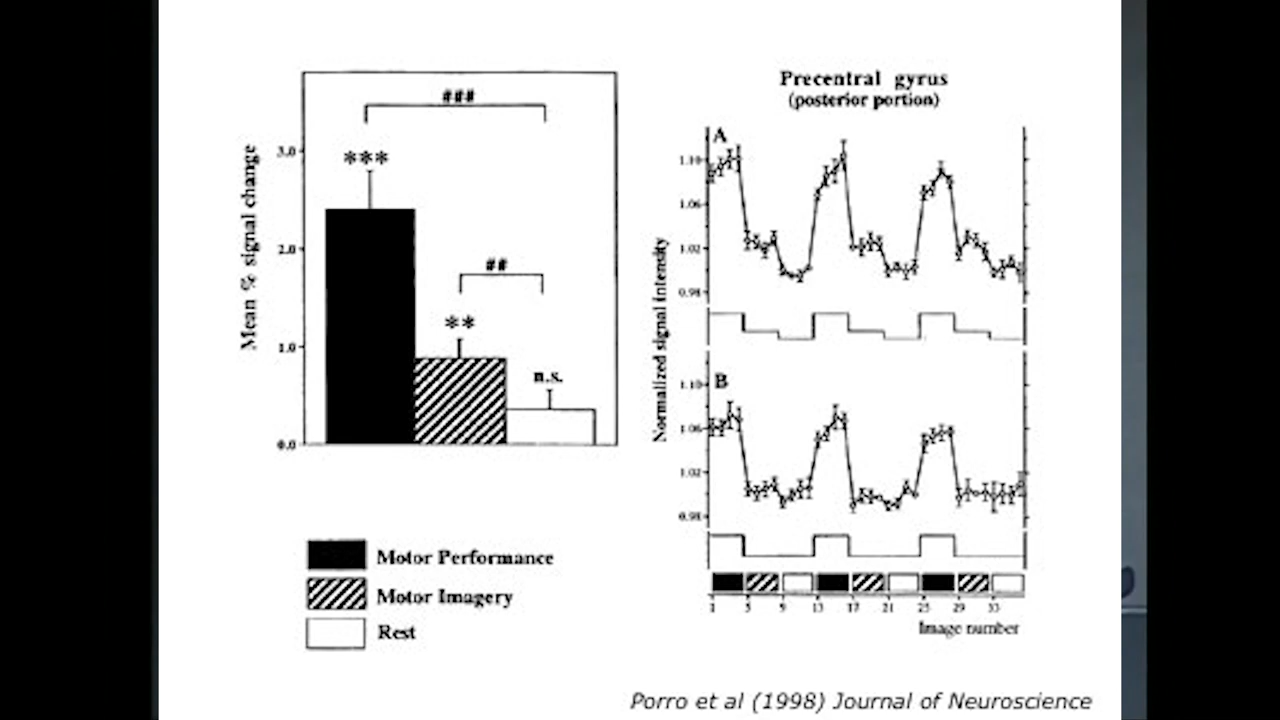 Mean % signal change
3.0
2.0
1.0
0.0
###
***
##
**
n.s.
Motor Performance
Motor Imagery
Rest
Precentral gyrus
(posterior portion)
Normalized signal intensity
A
1.10
1.06
1.02
0.98
B
1.10
1.06
1.02
0.98
1 5 9 13 17 21 25 29 33
Image number
Porro et al (1998) Journal of Neuroscience